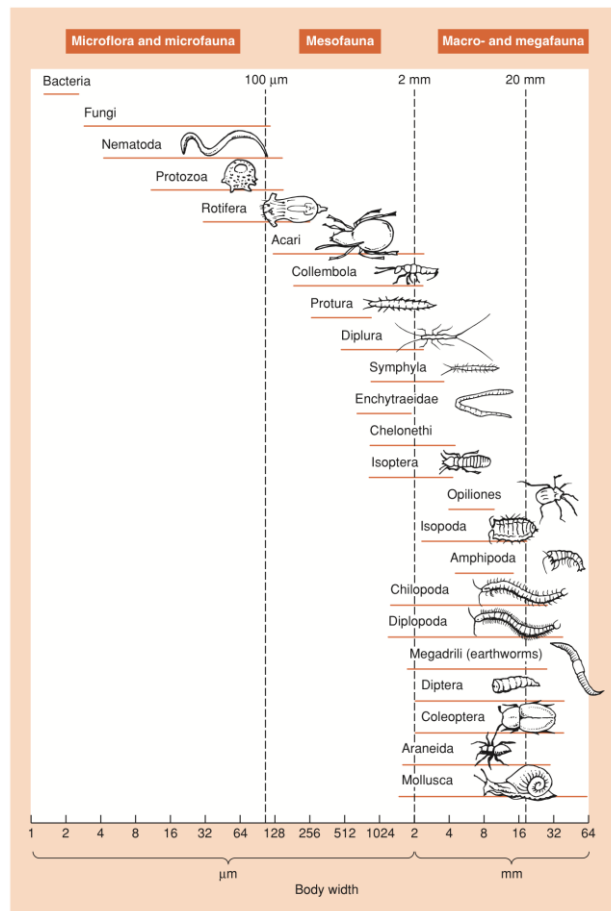 Microflora and microfauna Mesofauna Macro- and megafauna
100 µm 2 mm 20 mm
Bacteria
Fungi
Nematoda
Protozoa
Rotifera
Acari
Collembola
Protura
Diplura
Symphyla
Enchytraeidae
Chelonethi
Isoptera
Opiliones
Isopoda
Amphipoda
Chilopoda
Diplopoda
Megadrili (earthworms)
Diptera
Coleoptera
Araneida
Mollusca
1 2 4 8 16 32 64 128 256 512 1024 2 4 8 16 32 64
µm mm
Body width